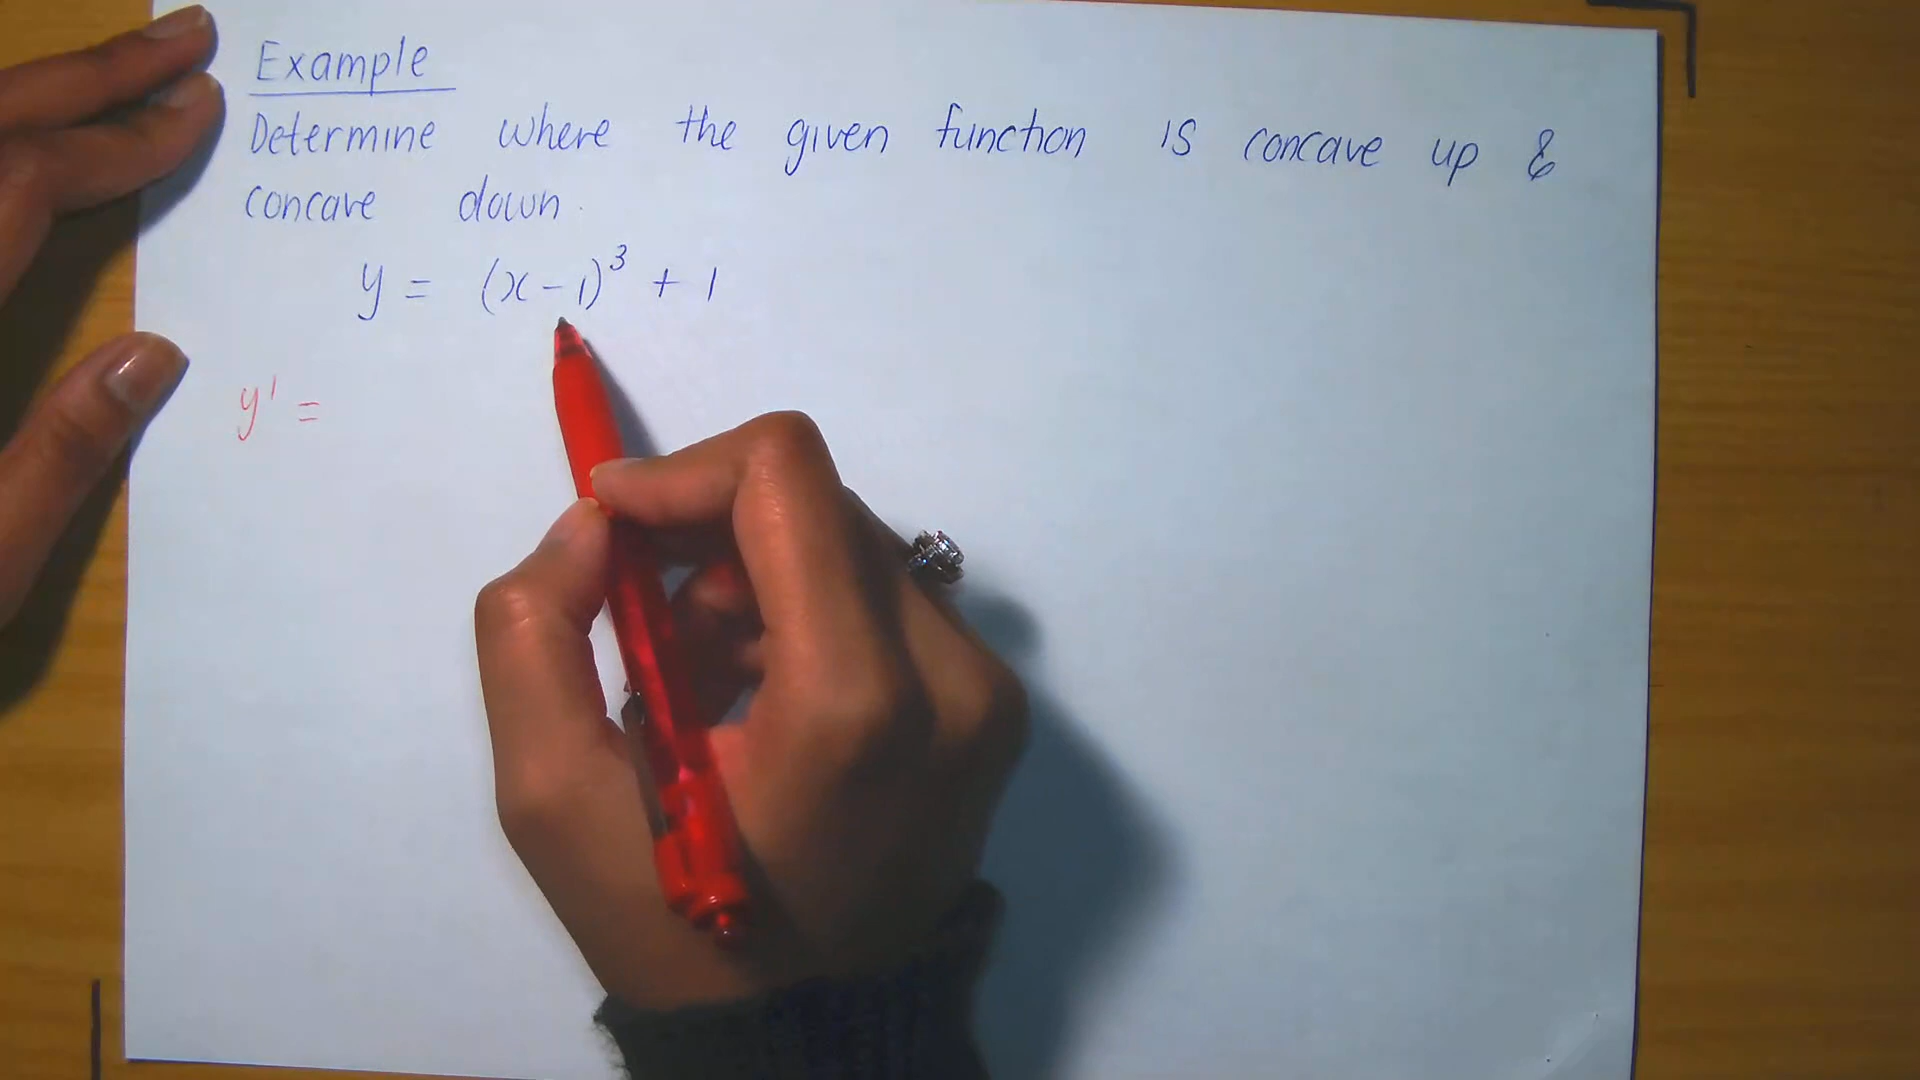 Example
Determine where the given function is concave up &
concave down.
y = (x-1)³ + 1
y' =